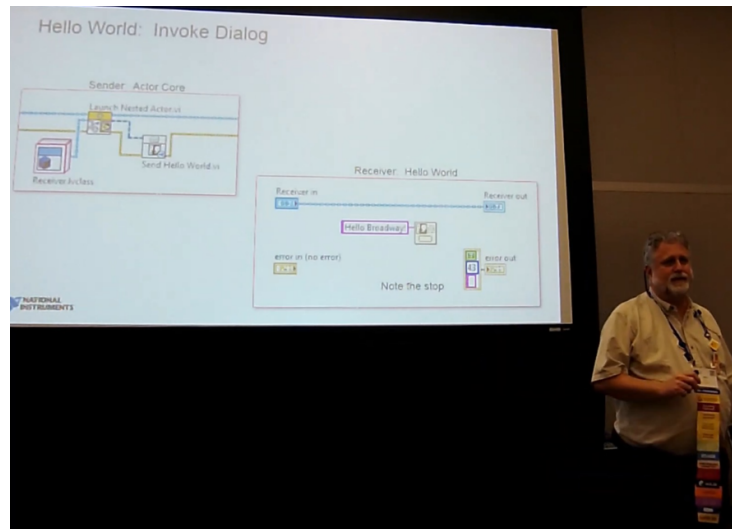 Hello World: Invoke Dialog
Sender: Actor Core
Launch Nested Actor.vi
Send Hello World.vi
Receiver.lvclass
Receiver: Hello World
Receiver in
Receiver out
Hello Broadway!
error in (no error)
error out
43
Note the stop
NATIONAL
INSTRUMENTS